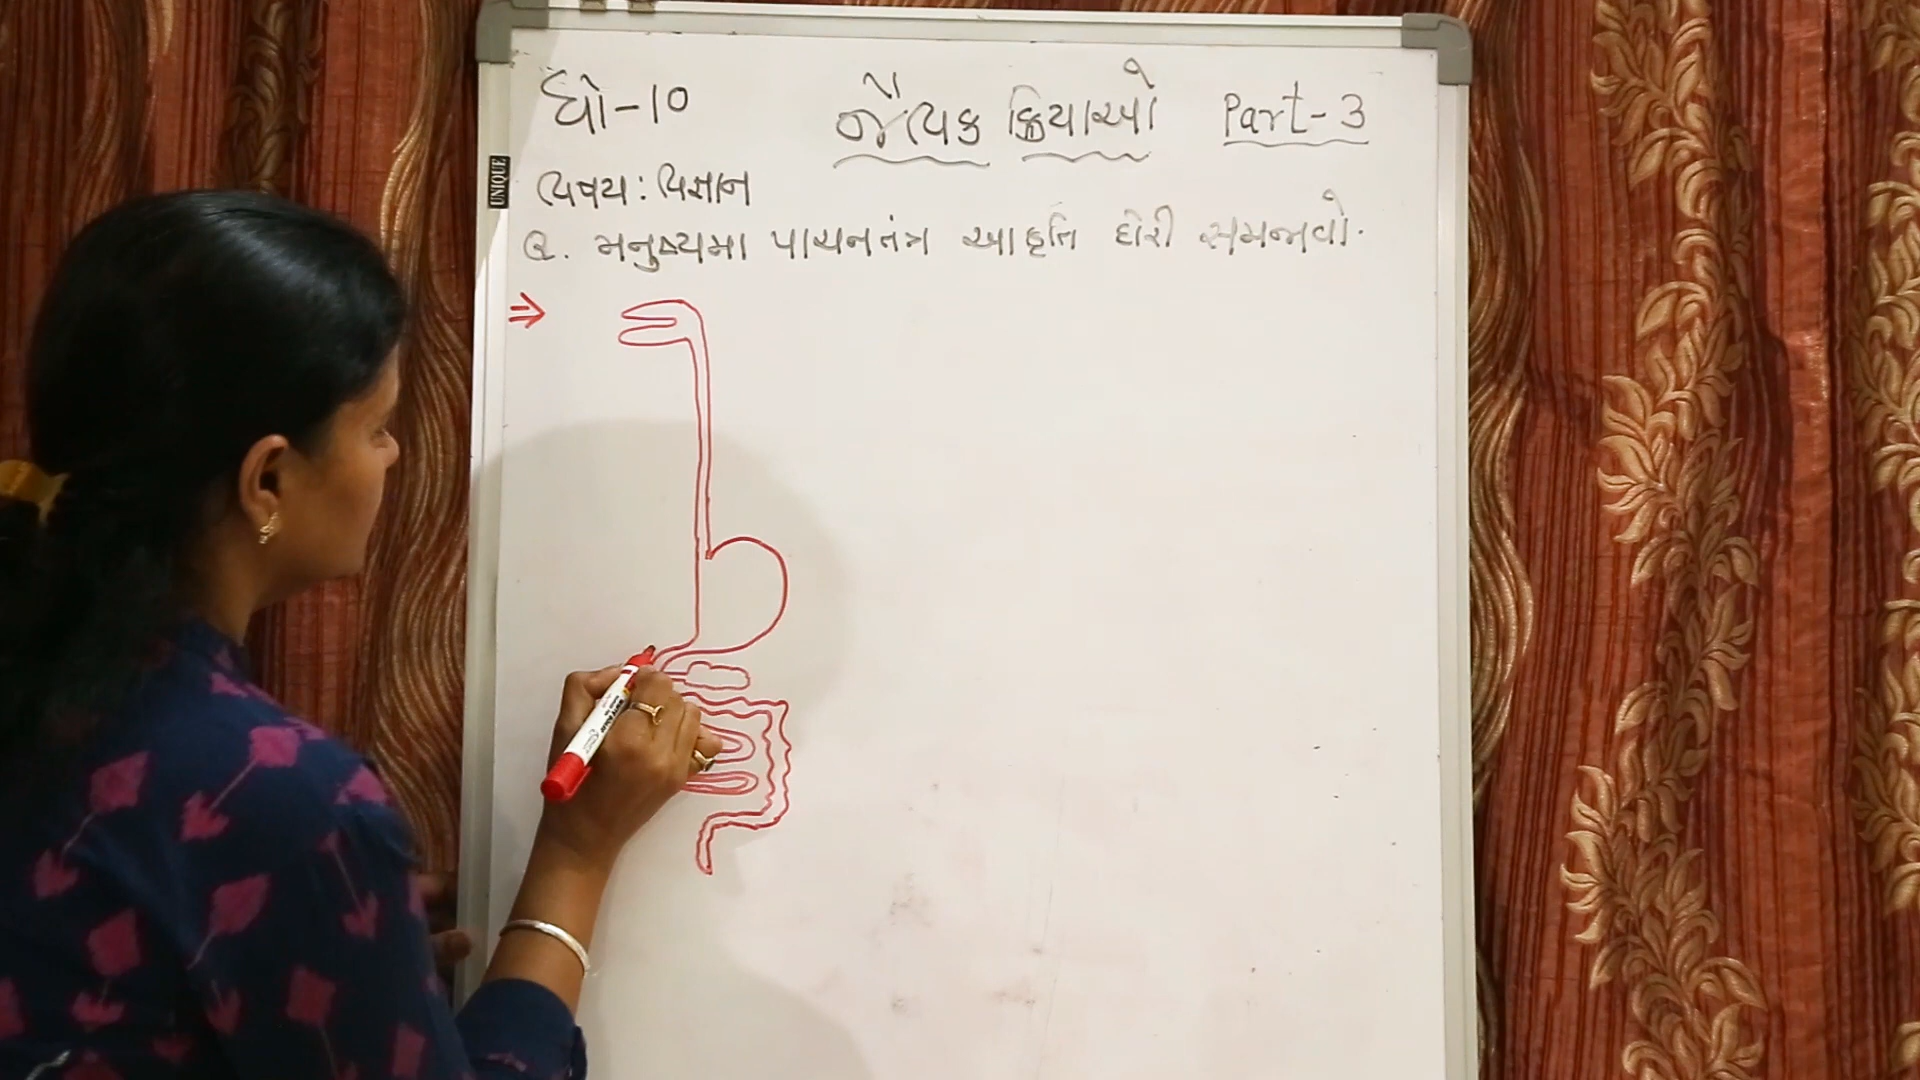 ધો-10
જૈવિક ક્રિયાઓ Part-3
UNIQUE
વિષય: વિજ્ઞાન
Q. મનુષ્યમા પાચનતંત્ર આકૃતિ દોરી સમજાવો.
⇒